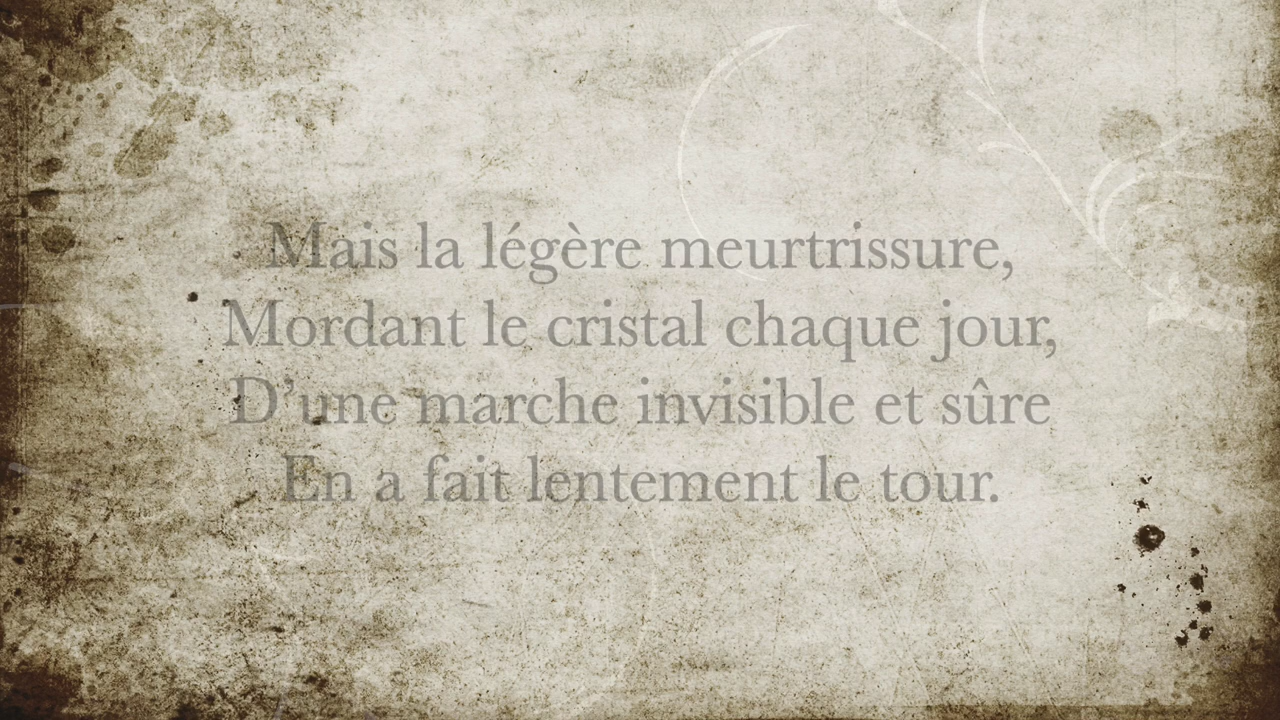 Mais la légère meurtrissure,
Mordant le cristal chaque jour,
D’une marche invisible et sûre
En a fait lentement le tour.